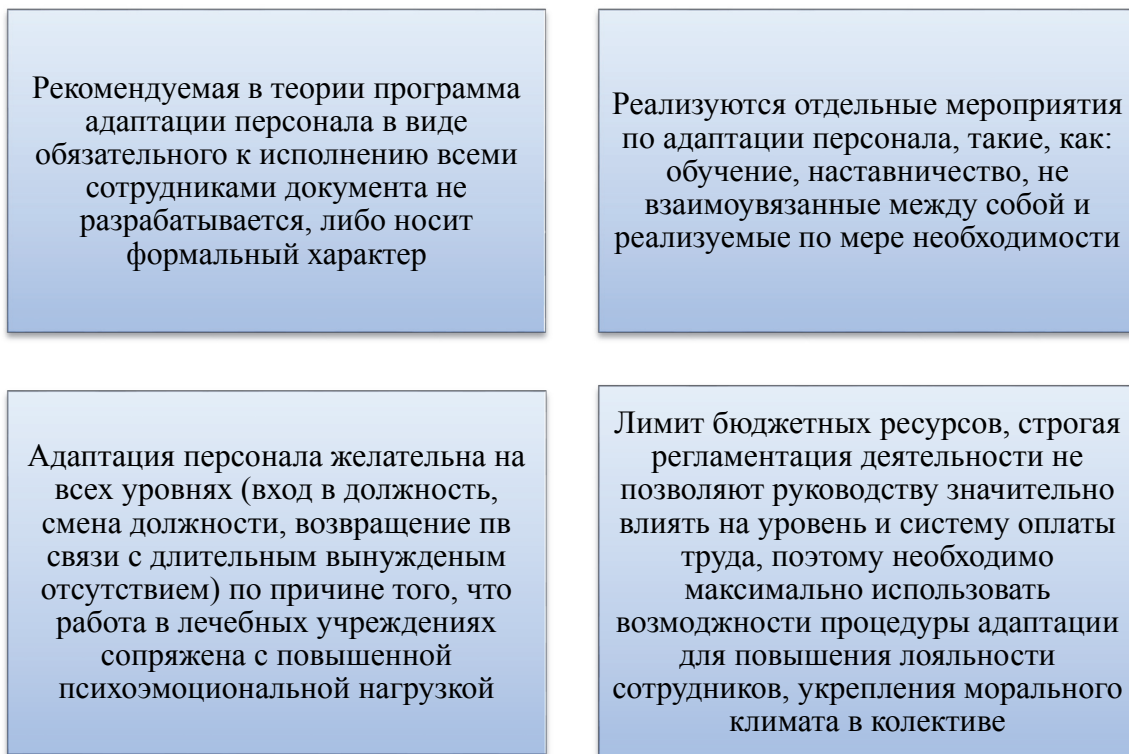 Рекомендуемая в теории программа
адаптации персонала в виде
обязательного к исполнению всеми
сотрудниками документа не
разрабатывается, либо носит
формальный характер
Реализуются отдельные мероприятия
по адаптации персонала, такие, как:
обучение, наставничество, не
взаимоувязанные между собой и
реализуемые по мере необходимости
Адаптация персонала желательна на
всех уровнях (вход в должность,
смена должности, возвращение пв
связи с длительным вынужденым
отсутствием) по причине того, что
работа в лечебных учреждениях
сопряжена с повышенной
психоэмоциональной нагрузкой
Лимит бюджетных ресурсов, строгая
регламентация деятельности не
позволяют руководству значительно
влиять на уровень и систему оплаты
труда, поэтому необходимо
максимально использовать
возмоджности процедуры адаптации
для повышения лояльности
сотрудников, укрепления морального
климата в колективе